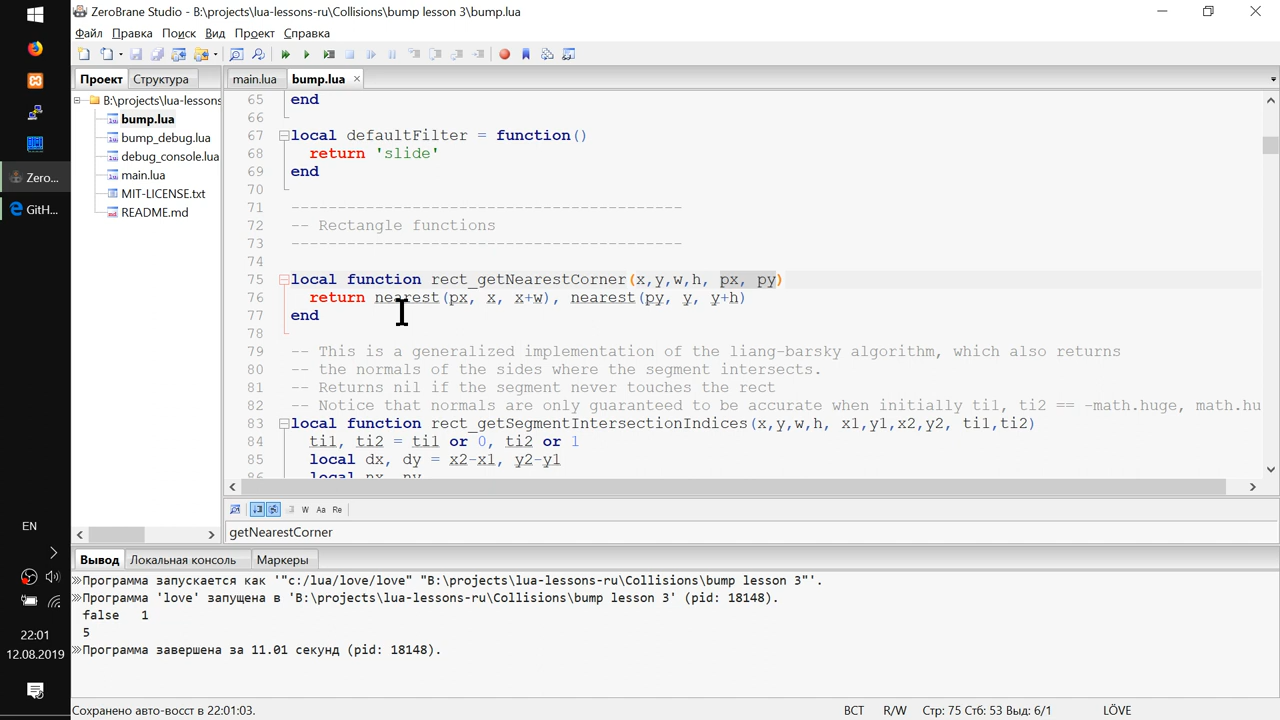 ZeroBrane Studio - B:\projects\lua-lessons-ru\Collisions\bump lesson 3\bump.lua
Файл Правка Поиск Вид Проект Справка
Проект Структура
main.lua bump.lua
B:\projects\lua-lessons
bump.lua
bump_debug.lua
debug_console.lua
main.lua
MIT-LICENSE.txt
README.md
Zero...
GitH...
65 end
66
67 local defaultFilter = function()
68 return 'slide'
69 end
70
71 ------------------------------------------
72 -- Rectangle functions
73 ------------------------------------------
74
75 local function rect_getNearestCorner(x,y,w,h, px, py)
76 return nearest(px, x, x+w), nearest(py, y, y+h)
77 end
78
79 -- This is a generalized implementation of the liang-barsky algorithm, which also returns
80 -- the normals of the sides where the segment intersects.
81 -- Returns nil if the segment never touches the rect
82 -- Notice that normals are only guaranteed to be accurate when initially ti1, ti2 == -math.huge, math.hu
83 local function rect_getSegmentIntersectionIndices(x,y,w,h, x1,y1,x2,y2, ti1,ti2)
84 ti1, ti2 = ti1 or 0, ti2 or 1
85 local dx, dy = x2-x1, y2-y1
86 local nx, ny
W Aa Re
getNearestCorner
Вывод Локальная консоль Маркеры
Программа запускается как '"c:/lua/love/love" "B:\projects\lua-lessons-ru\Collisions\bump lesson 3"'.
Программа 'love' запущена в 'B:\projects\lua-lessons-ru\Collisions\bump lesson 3' (pid: 18148).
false 1
5
Программа завершена за 11.01 секунд (pid: 18148).
EN
22:01
12.08.2019
Сохранено авто-восст в 22:01:03.
ВСТ R/W Стр: 75 Стб: 53 Выд: 6/1 LÖVE